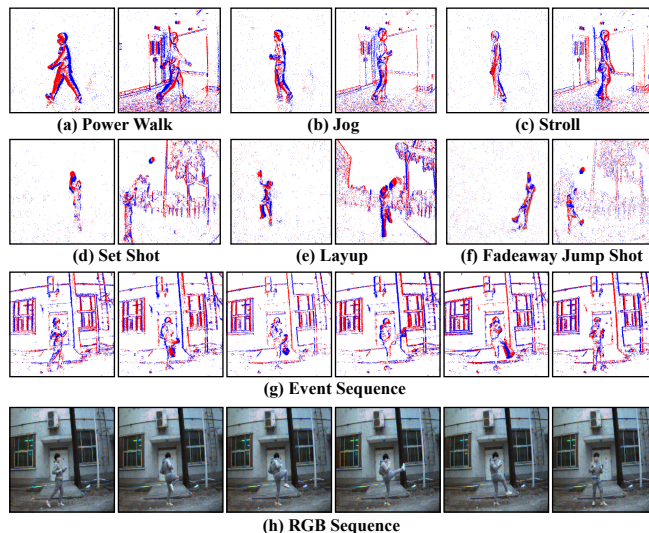 (a) Power Walk
(b) Jog
(c) Stroll
(d) Set Shot
(e) Layup
(f) Fadeaway Jump Shot
(g) Event Sequence
(h) RGB Sequence